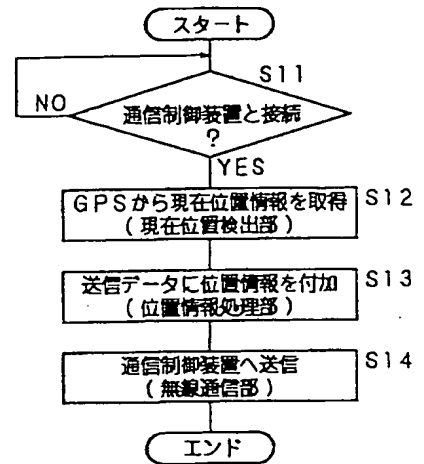 スタート
S11
NO
通信制御装置と接続
?
YES
GPSから現在位置情報を取得
S12
(現在位置検出部)
送信データに位置情報を付加
S13
(位置情報処理部)
通信制御装置へ送信
S14
(無線通信部)
エンド